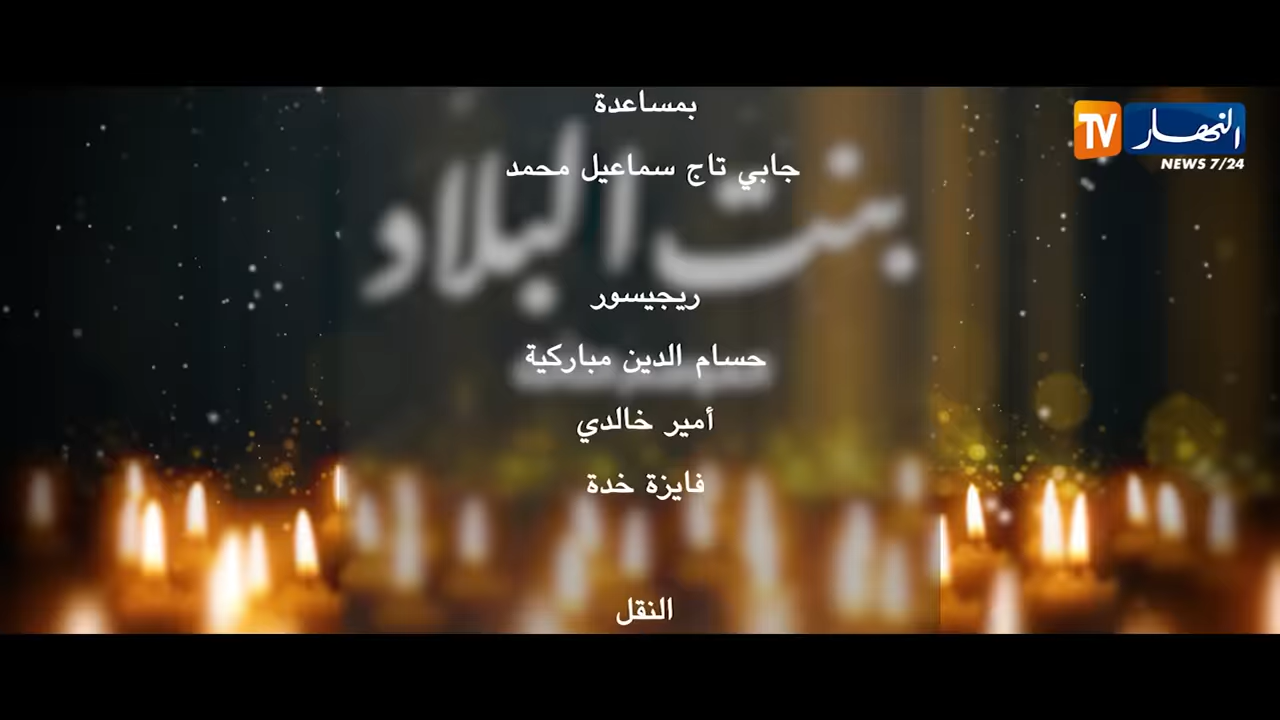 بمساعدة
النهار TV
NEWS 7/24
جابي تاج سماعيل محمد
بنت البلاد
ريجيسور
حسام الدين مباركية
أمير خالدي
فايزة خدة
النقل